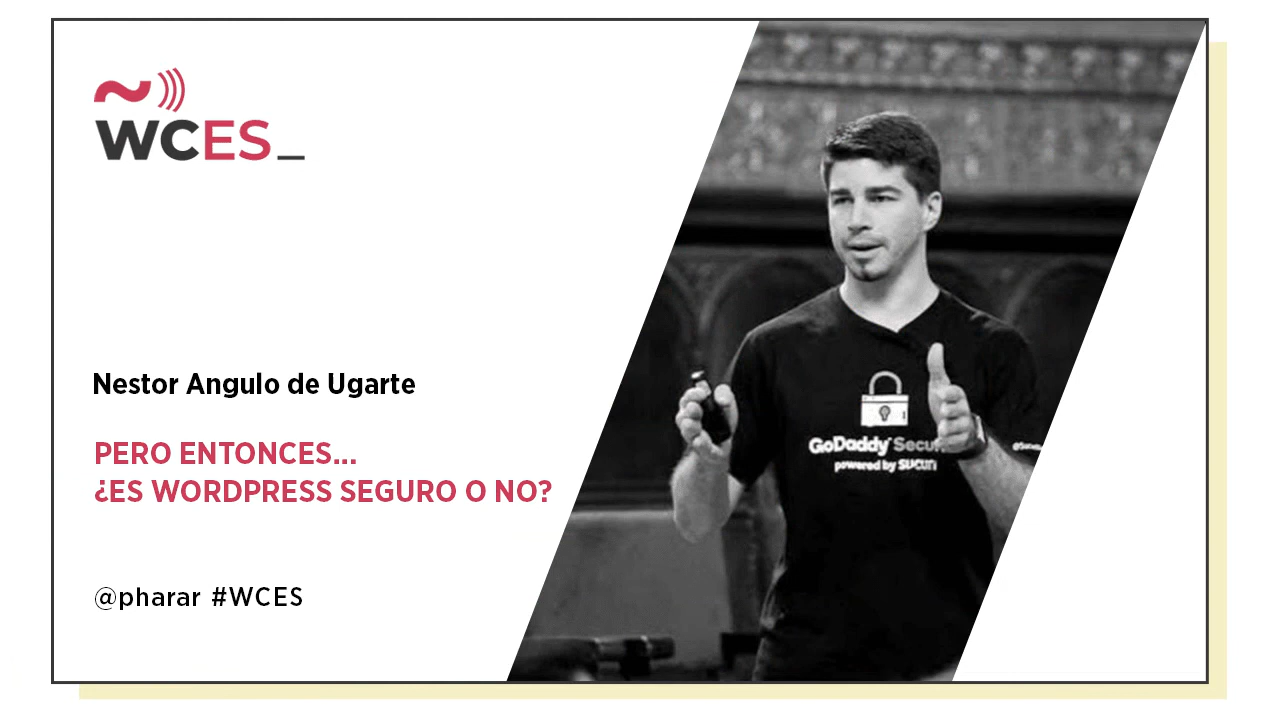 WCES_
Nestor Angulo de Ugarte
PERO ENTONCES...
¿ES WORDPRESS SEGURO O NO?
@pharar #WCES
GoDaddy
powered by SUCURI